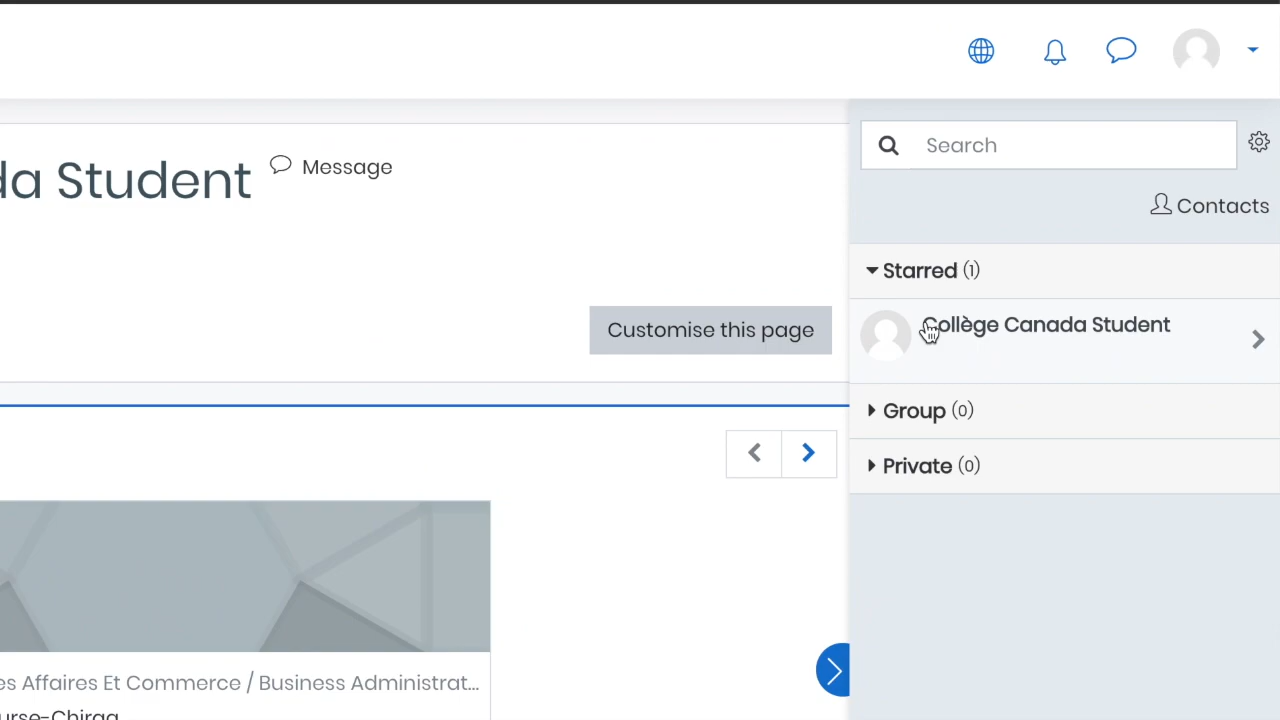 da Student
Message
Search
Contacts
Starred (1)
Collège Canada Student
Customise this page
Group (0)
Private (0)
es Affaires Et Commerce / Business Administrat...
urse-Chirag